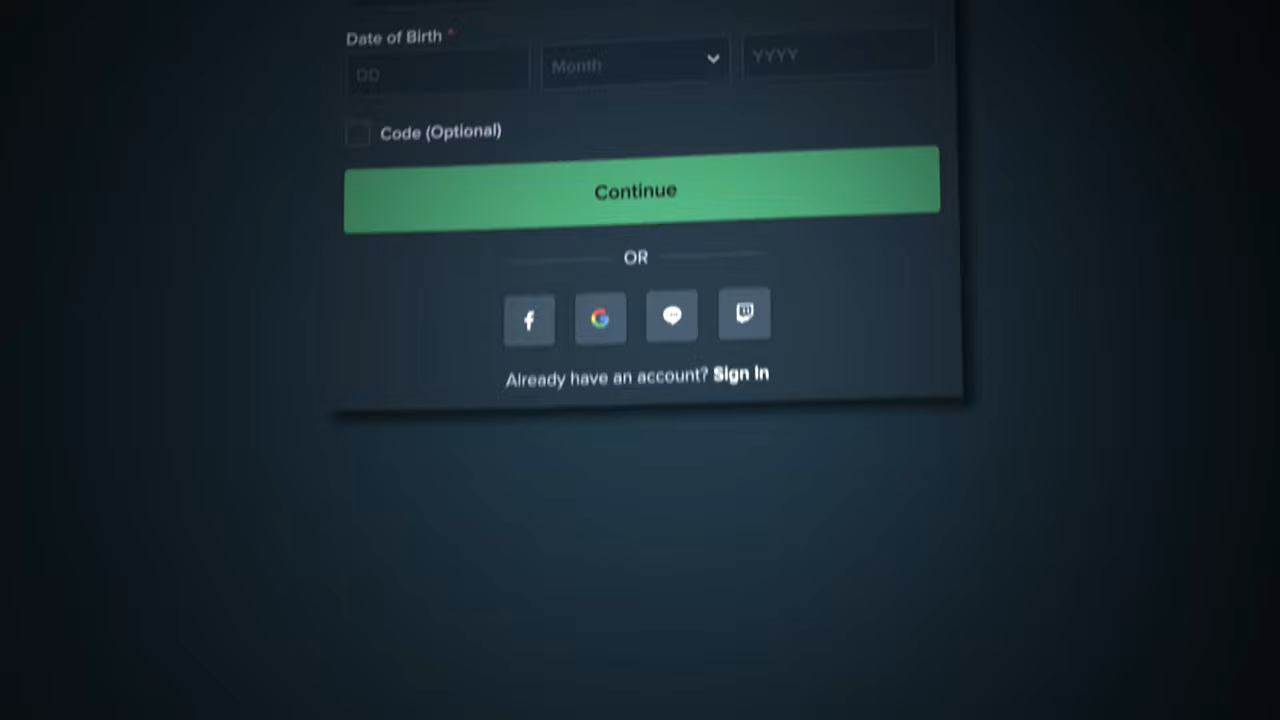 Date of Birth *
DD
Month
YYYY
Code (Optional)
Continue
OR
Already have an account? Sign In